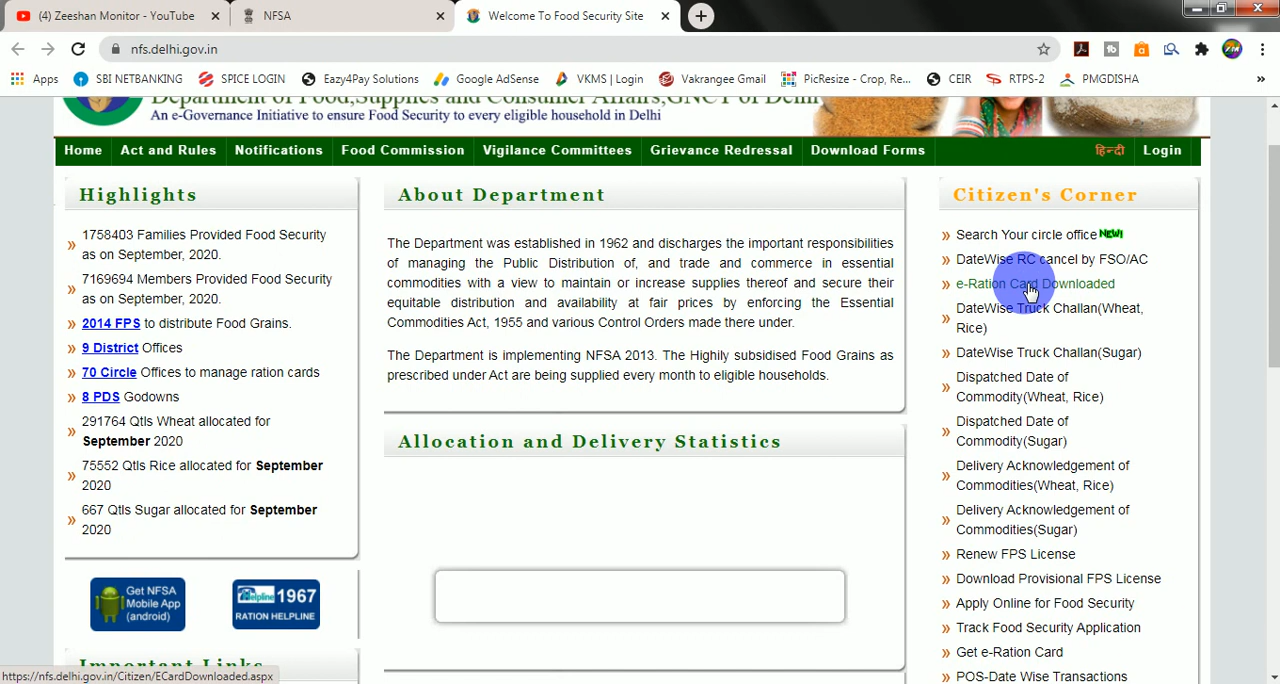 (4) Zeeshan Monitor - YouTube
NFSA
Welcome To Food Security Site
nfs.delhi.gov.in
Apps
SBI NETBANKING
SPICE LOGIN
Eazy4Pay Solutions
Google AdSense
VKMS | Login
Vakrangee Gmail
PicResize - Crop, Re...
CEIR
RTPS-2
PMGDISHA
»
Department of Food,Supplies and Consumer Affairs,GNCT of Delhi
An e-Governance Initiative to ensure Food Security to every eligible household in Delhi
Home
Act and Rules
Notifications
Food Commission
Vigilance Committees
Grievance Redressal
Download Forms
हिन्दी
Login
Highlights
1758403 Families Provided Food Security
as on September, 2020.
7169694 Members Provided Food Security
as on September, 2020.
2014 FPS to distribute Food Grains.
9 District Offices
70 Circle Offices to manage ration cards
8 PDS Godowns
291764 Qtls Wheat allocated for
September 2020
75552 Qtls Rice allocated for September
2020
667 Qtls Sugar allocated for September
2020
Get NFSA
Mobile App
(android)
Helpline 1967
RATION HELPLINE
Important Links
About Department
The Department was established in 1962 and discharges the important responsibilities
of managing the Public Distribution of, and trade and commerce in essential
commodities with a view to maintain or increase supplies thereof and secure their
equitable distribution and availability at fair prices by enforcing the Essential
Commodities Act, 1955 and various Control Orders made there under.
The Department is implementing NFSA 2013. The Highly subsidised Food Grains as
prescribed under Act are being supplied every month to eligible households.
Allocation and Delivery Statistics
Citizen's Corner
Search Your circle office NEW!
DateWise RC cancel by FSO/AC
e-Ration Card Downloaded
DateWise Truck Challan(Wheat,
Rice)
DateWise Truck Challan(Sugar)
Dispatched Date of
Commodity(Wheat, Rice)
Dispatched Date of
Commodity(Sugar)
Delivery Acknowledgement of
Commodities(Wheat, Rice)
Delivery Acknowledgement of
Commodities(Sugar)
Renew FPS License
Download Provisional FPS License
Apply Online for Food Security
Track Food Security Application
Get e-Ration Card
POS-Date Wise Transactions
https://nfs.delhi.gov.in/Citizen/ECardDownloaded.aspx